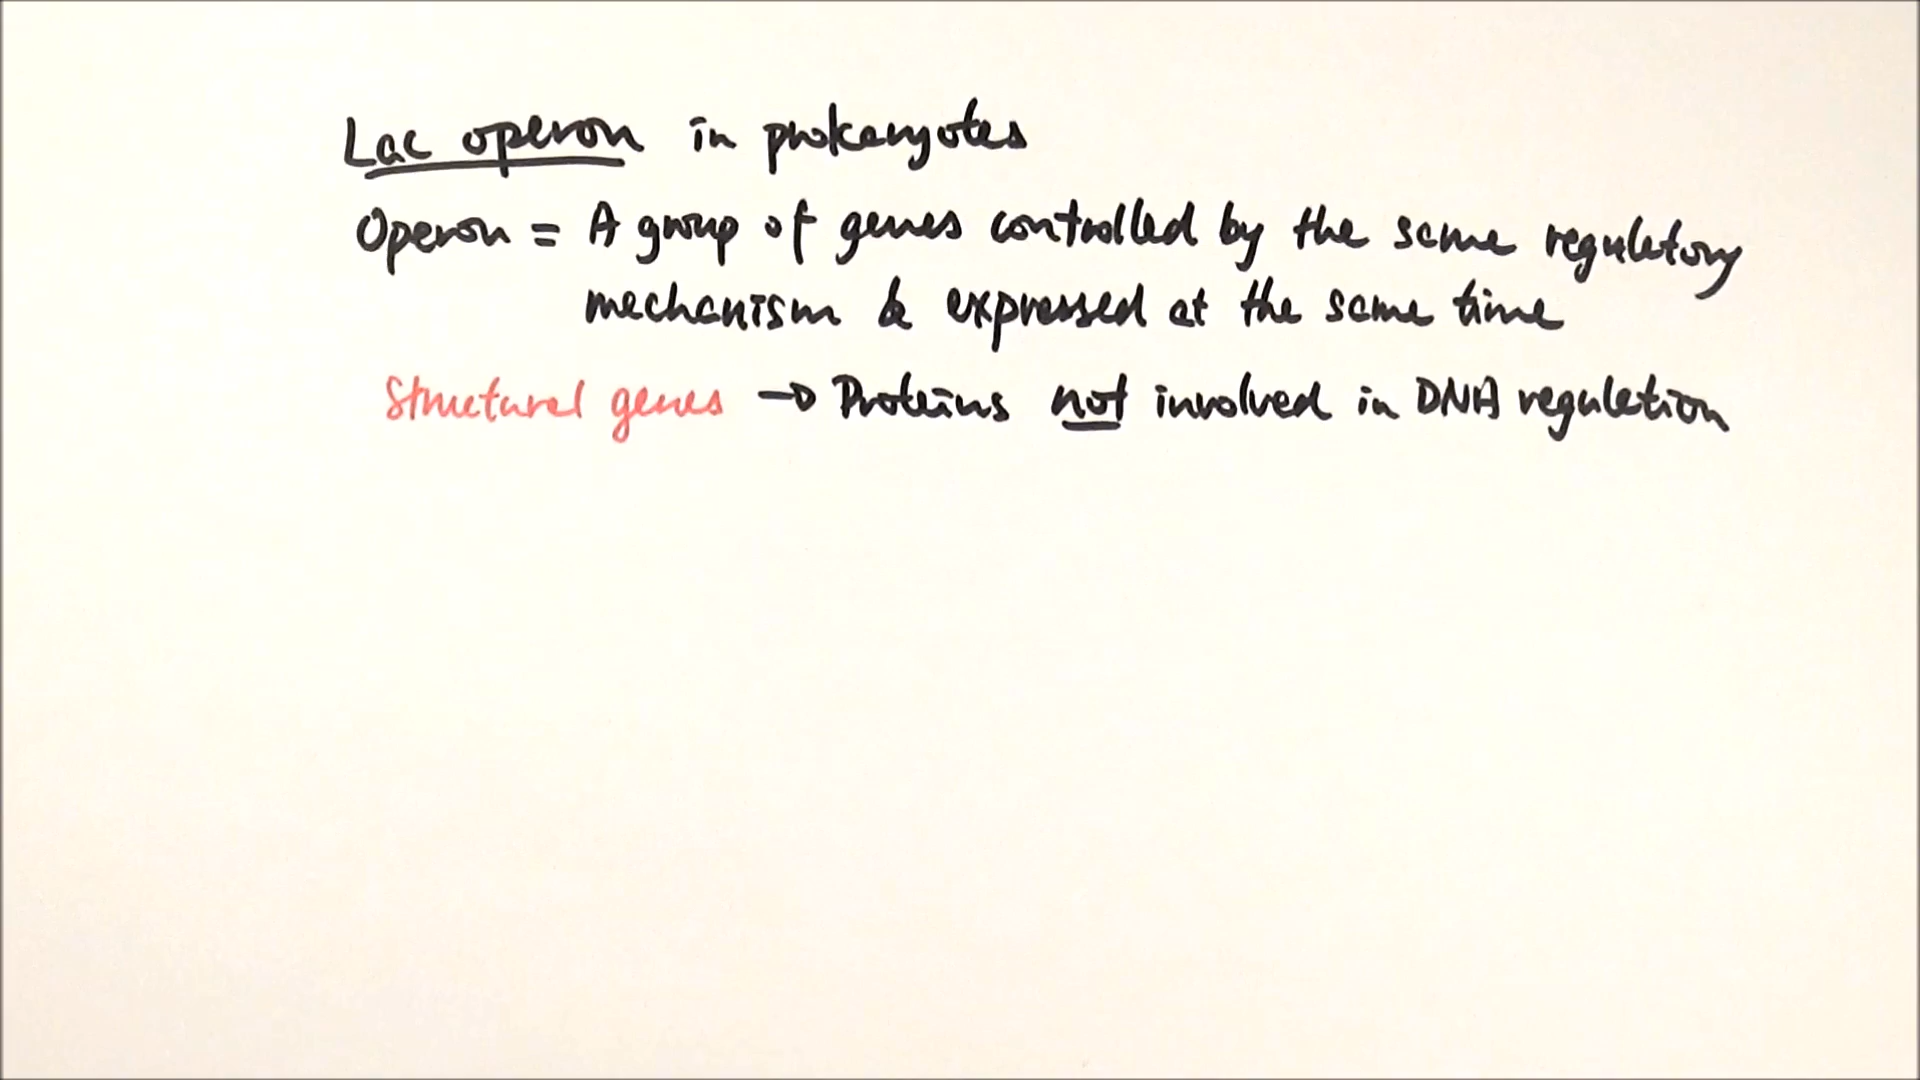 Lac operon in prokaryotes
Operon = A group of genes controlled by the same regulatory
mechanism & expressed at the same time
Structural genes → Proteins not involved in DNA regulation